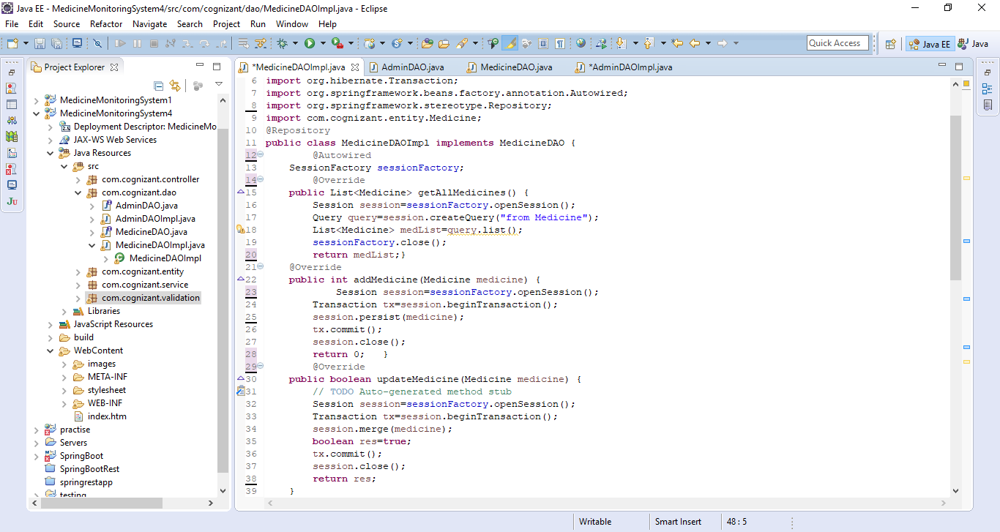 Java EE - MedicineMonitoringSystem4/src/com/cognizant/dao/MedicineDAOImpl.java - Eclipse
File Edit Source Refactor Navigate Search Project Run Window Help
Quick Access
Java EE
Java
Project Explorer
MedicineMonitoringSystem1
MedicineMonitoringSystem4
Deployment Descriptor: MedicineMo
JAX-WS Web Services
Java Resources
src
com.cognizant.controller
com.cognizant.dao
AdminDAO.java
AdminDAOImpl.java
MedicineDAO.java
MedicineDAOImpl.java
MedicineDAOImpl
com.cognizant.entity
com.cognizant.service
com.cognizant.validation
Libraries
JavaScript Resources
build
WebContent
images
META-INF
stylesheet
WEB-INF
index.htm
practise
Servers
SpringBoot
SpringBootRest
springrestapp
testing
*MedicineDAOImpl.java AdminDAO.java MedicineDAO.java *AdminDAOImpl.java
6 import org.hibernate.Transaction;
7 import org.springframework.beans.factory.annotation.Autowired;
8 import org.springframework.stereotype.Repository;
9 import com.cognizant.entity.Medicine;
10 @Repository
11 public class MedicineDAOImpl implements MedicineDAO {
12 @Autowired
13 SessionFactory sessionFactory;
14 @Override
15 public List<Medicine> getAllMedicines() {
16 Session session=sessionFactory.openSession();
17 Query query=session.createQuery("from Medicine");
18 List<Medicine> medList=query.list();
19 sessionFactory.close();
20 return medList;}
21 @Override
22 public int addMedicine(Medicine medicine) {
23 Session session=sessionFactory.openSession();
24 Transaction tx=session.beginTransaction();
25 session.persist(medicine);
26 tx.commit();
27 session.close();
28 return 0; }
29 @Override
30 public boolean updateMedicine(Medicine medicine) {
31 // TODO Auto-generated method stub
32 Session session=sessionFactory.openSession();
33 Transaction tx=session.beginTransaction();
34 session.merge(medicine);
35 boolean res=true;
36 tx.commit();
37 session.close();
38 return res;
39 }
Writable Smart Insert 48 : 5